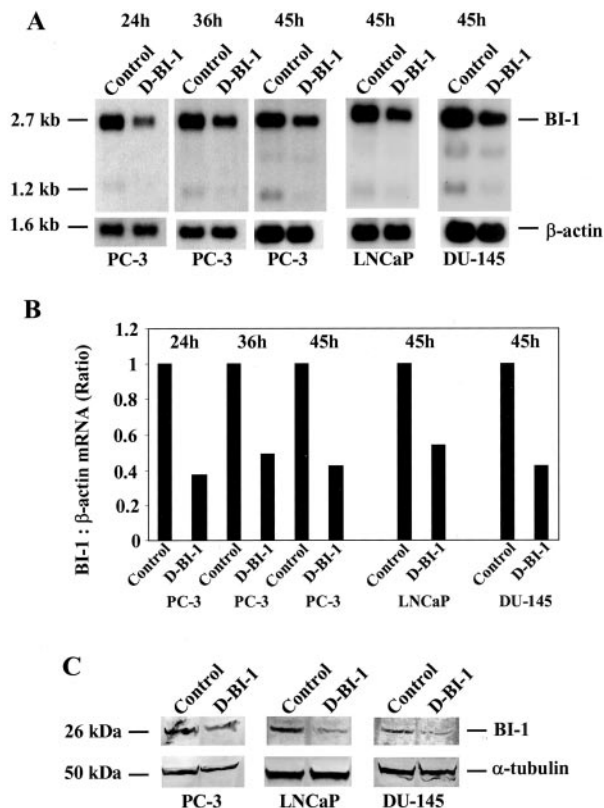 A
24h 36h 45h 45h 45h
Control D-BI-1 Control D-BI-1 Control D-BI-1 Control D-BI-1 Control D-BI-1
2.7 kb BI-1
1.2 kb
1.6 kb β-actin
PC-3 PC-3 PC-3 LNCaP DU-145
B
BI-1 : β-actin mRNA (Ratio)
1.2
24h 36h 45h 45h 45h
1
0.8
0.6
0.4
0.2
0
Control D-BI-1 Control D-BI-1 Control D-BI-1 Control D-BI-1 Control D-BI-1
PC-3 PC-3 PC-3 LNCaP DU-145
C
Control D-BI-1 Control D-BI-1 Control D-BI-1
26 kDa BI-1
50 kDa α-tubulin
PC-3 LNCaP DU-145